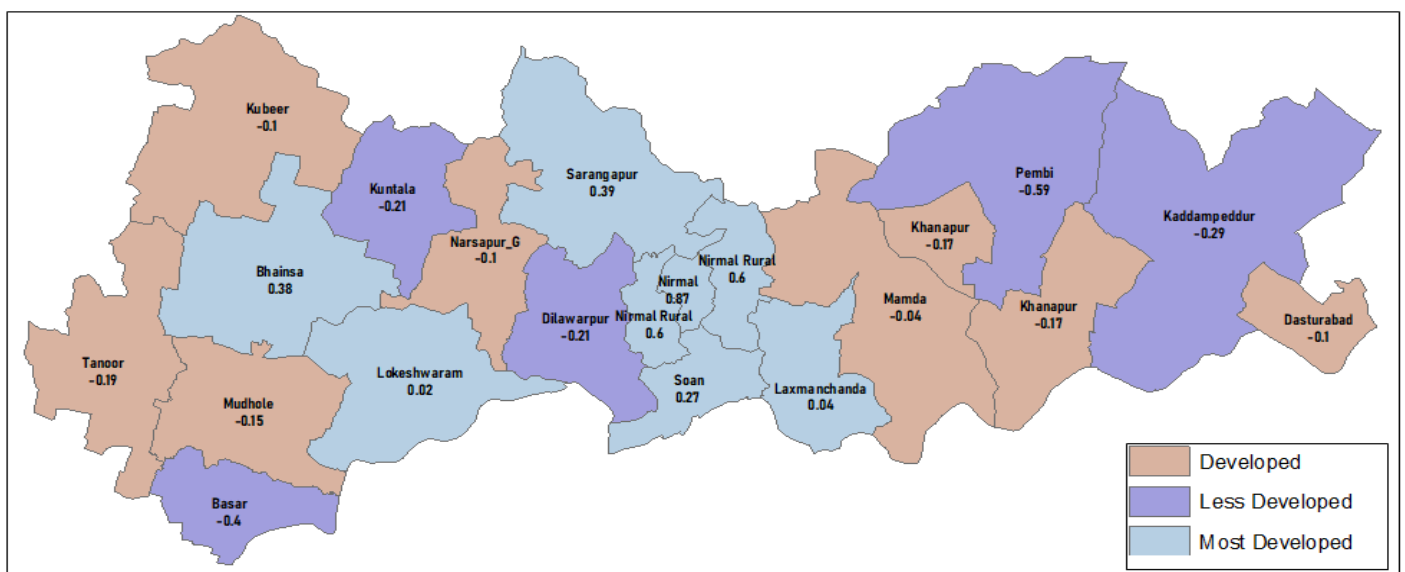 Kubeer
-0.1
Kuntala
-0.21
Sarangapur
0.39
Narsapur_G
-0.1
Bhainsa
0.38
Pembi
-0.59
Kaddampeddur
-0.29
Khanapur
-0.17
Nirmal Rural
0.6
Nirmal
0.87
Nirmal Rural
0.6
Mamda
-0.04
Khanapur
-0.17
Dasturabad
-0.1
Dilawarpur
-0.21
Tanoor
-0.19
Lokeshwaram
0.02
Soan
0.27
Laxmanchanda
0.04
Mudhole
-0.15
Basar
-0.4
Developed
Less Developed
Most Developed